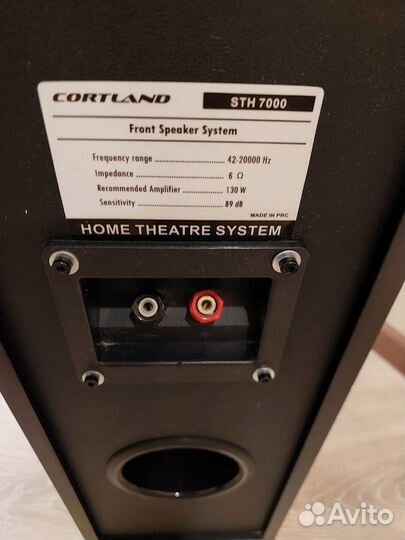 CORTLAND STH 7000
Front Speaker System
Frequency range .................... 42-20000 Hz
Impedance .................... 6 Ω
Recommended Amplifier .................... 130 W
Sensitivity .................... 89 dB
MADE IN PRC
HOME THEATRE SYSTEM
Avito